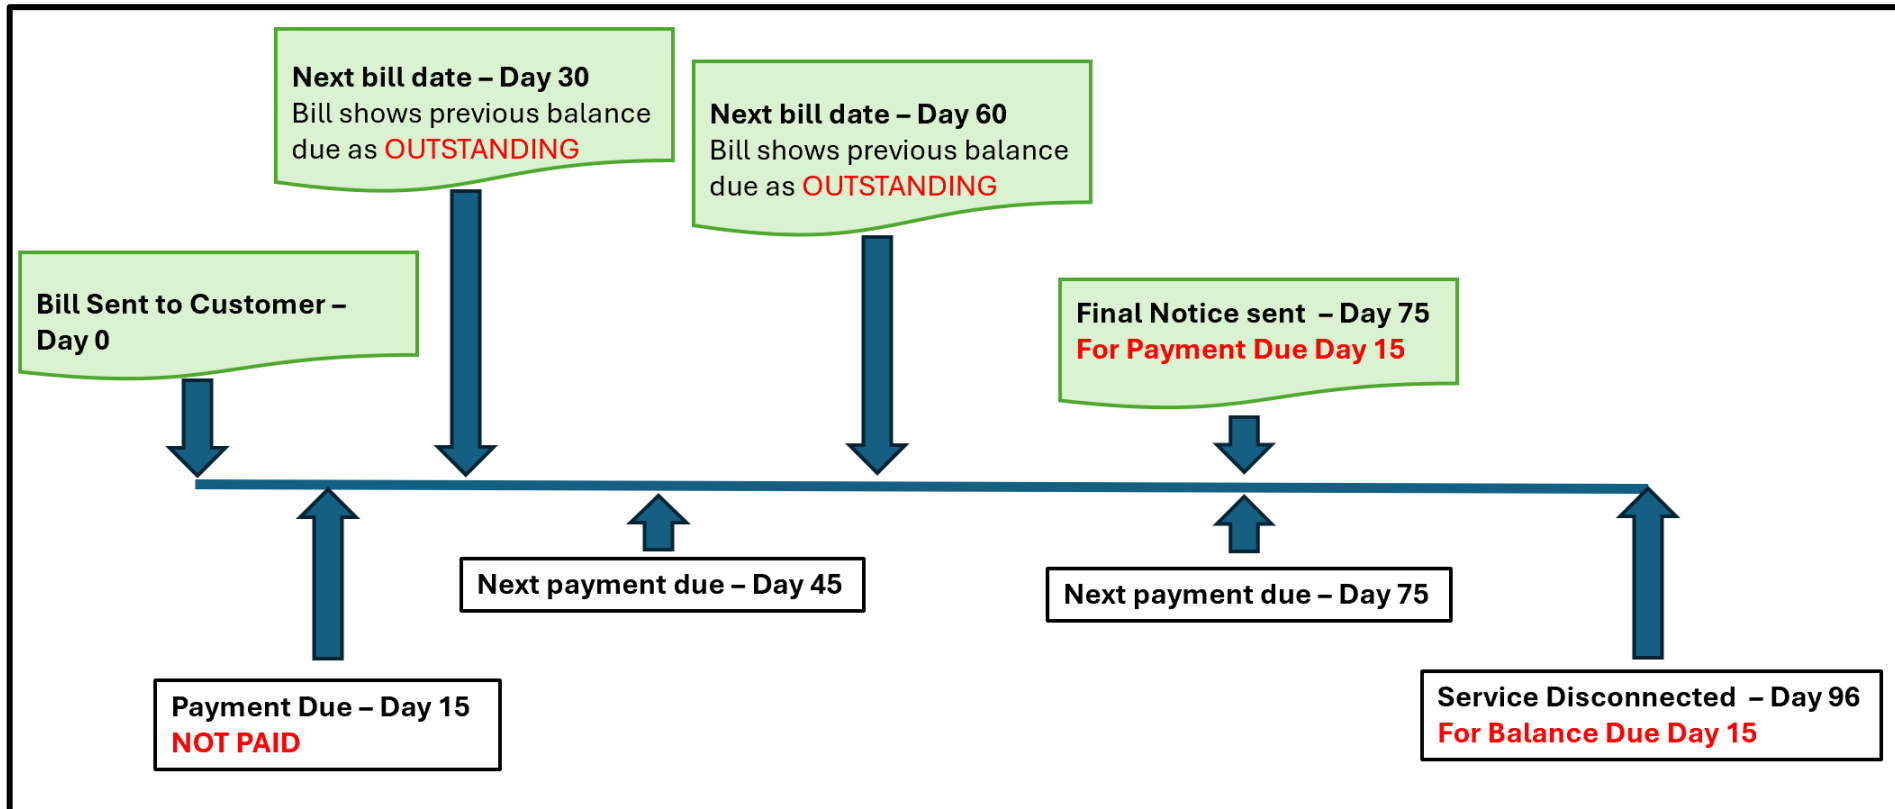 Next bill date – Day 30
Bill shows previous balance
due as OUTSTANDING
Next bill date – Day 60
Bill shows previous balance
due as OUTSTANDING
Bill Sent to Customer –
Day 0
Final Notice sent – Day 75
For Payment Due Day 15
Next payment due – Day 45
Next payment due – Day 75
Payment Due – Day 15
NOT PAID
Service Disconnected – Day 96
For Balance Due Day 15